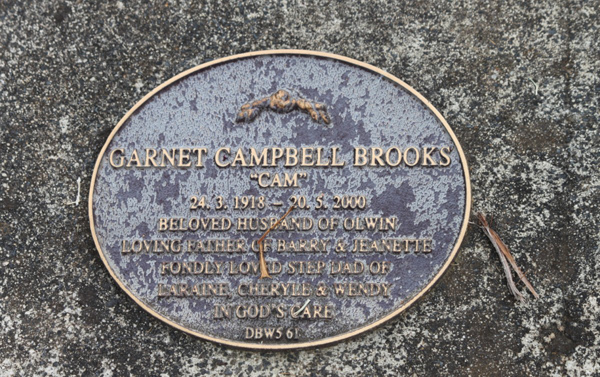 GARNET CAMPBELL BROOKS
"CAM"
24. 3. 1918 – 20. 5. 2000
BELOVED HUSBAND OF OLWIN
LOVING FATHER OF BARRY & JEANETTE
FONDLY LOVED STEP DAD OF
LARAINE, CHERYLE & WENDY
IN GOD'S CARE
DBWS 61